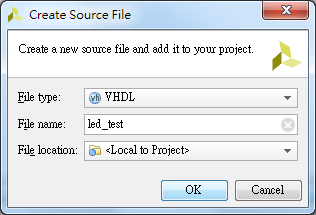 Create Source File
Create a new source file and add it to your project.
File type: VHDL
File name: led_test
File location: <Local to Project>
OK Cancel